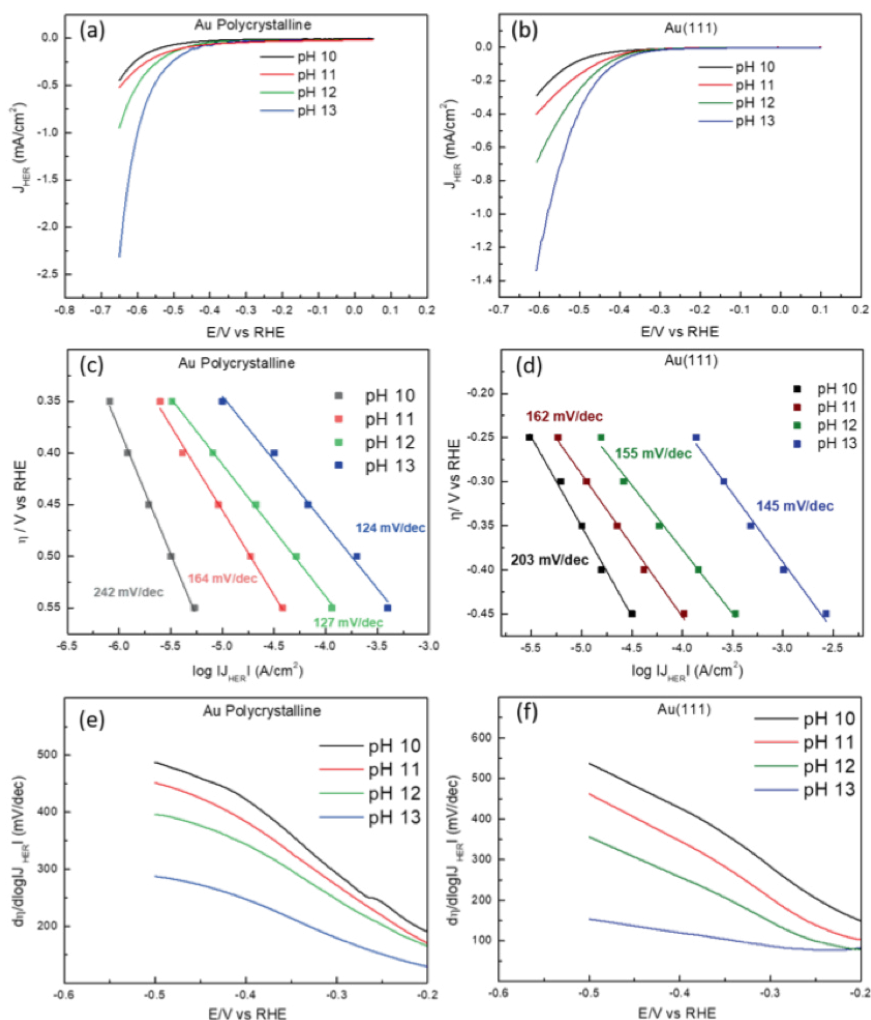 (a)
Au Polycrystalline
0.0
-0.5
-1.0
-1.5
-2.0
-2.5
pH 10
pH 11
pH 12
pH 13
J_HER (mA/cm²)
-0.8 -0.7 -0.6 -0.5 -0.4 -0.3 -0.2 -0.1 0.0 0.1 0.2
E/V vs RHE
(b)
Au(111)
0.0
-0.2
-0.4
-0.6
-0.8
-1.0
-1.2
-1.4
pH 10
pH 11
pH 12
pH 13
J_HER (mA/cm²)
-0.7 -0.6 -0.5 -0.4 -0.3 -0.2 -0.1 0.0 0.1 0.2
E/V vs RHE
(c)
Au Polycrystalline
0.35
0.40
0.45
0.50
0.55
pH 10
pH 11
pH 12
pH 13
124 mV/dec
164 mV/dec
242 mV/dec
127 mV/dec
η / V vs RHE
-6.5 -6.0 -5.5 -5.0 -4.5 -4.0 -3.5 -3.0
log |J_HER| (A/cm²)
(d)
Au(111)
-0.20
-0.25
-0.30
-0.35
-0.40
-0.45
pH 10
pH 11
pH 12
pH 13
162 mV/dec
155 mV/dec
145 mV/dec
203 mV/dec
η/ V vs RHE
-5.5 -5.0 -4.5 -4.0 -3.5 -3.0 -2.5
log |J_HER| (A/cm²)
(e)
Au Polycrystalline
500
400
300
200
pH 10
pH 11
pH 12
pH 13
dη/dlog|J_HER| (mV/dec)
-0.6 -0.5 -0.4 -0.3 -0.2
E/V vs RHE
(f)
Au(111)
600
500
400
300
200
100
pH 10
pH 11
pH 12
pH 13
dη/dlog|J_HER| (mV/dec)
-0.6 -0.5 -0.4 -0.3 -0.2
E/V vs RHE